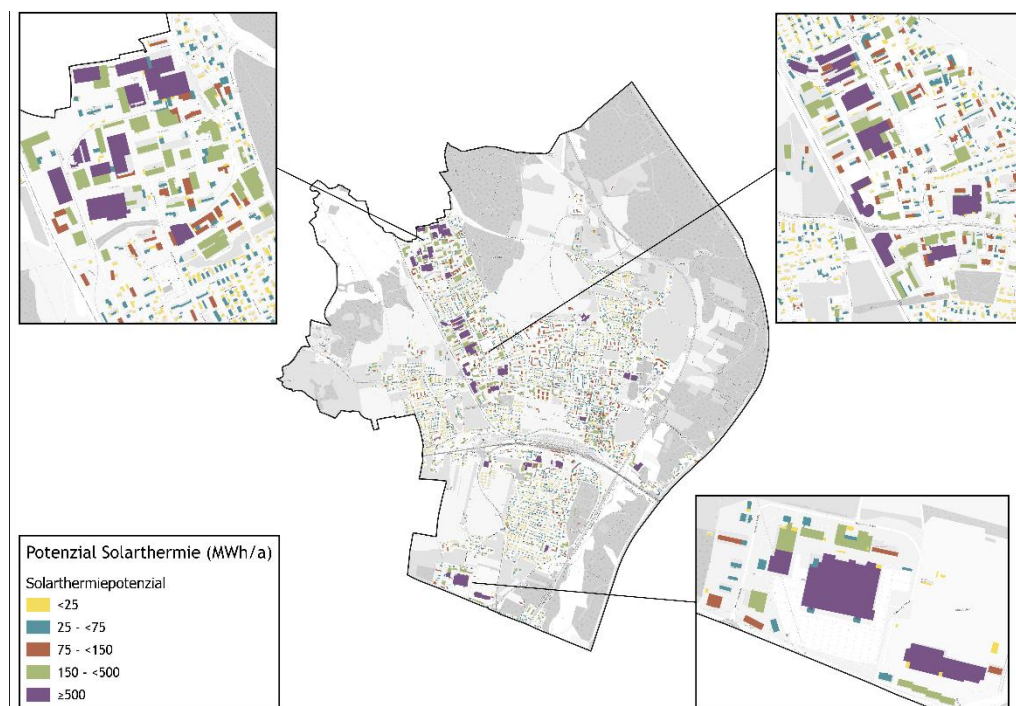 Potenzial Solarthermie (MWh/a)
Solarthermiepotenzial
<25
25 - <75
75 - <150
150 - <500
≥500